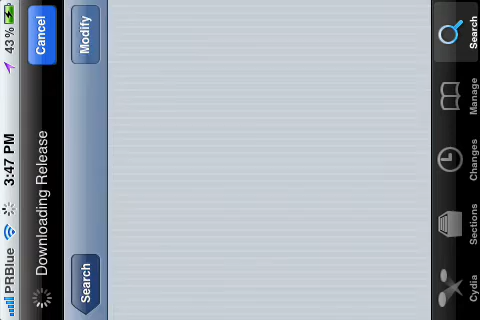 PRBlue 3:47 PM 43%
Downloading Release Cancel
Search Modify
Cydia Sections Changes Manage Search